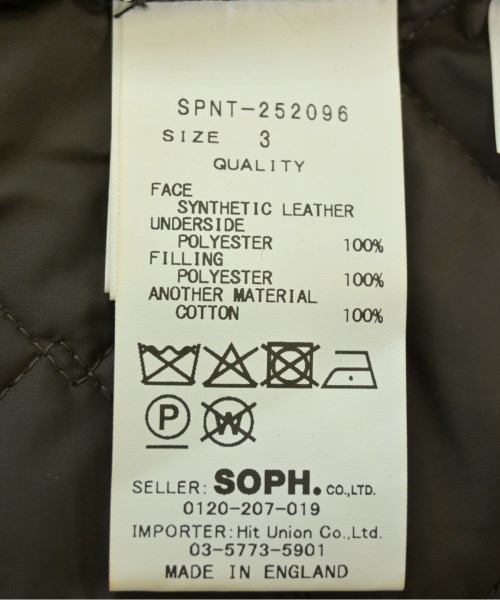 SPNT-252096
SIZE 3
QUALITY
FACE
SYNTHETIC LEATHER
UNDERSIDE
POLYESTER 100%
FILLING
POLYESTER 100%
ANOTHER MATERIAL
COTTON 100%
P W
SELLER: SOPH. CO.,LTD.
0120-207-019
IMPORTER: Hit Union Co.,Ltd.
03-5773-5901
MADE IN ENGLAND